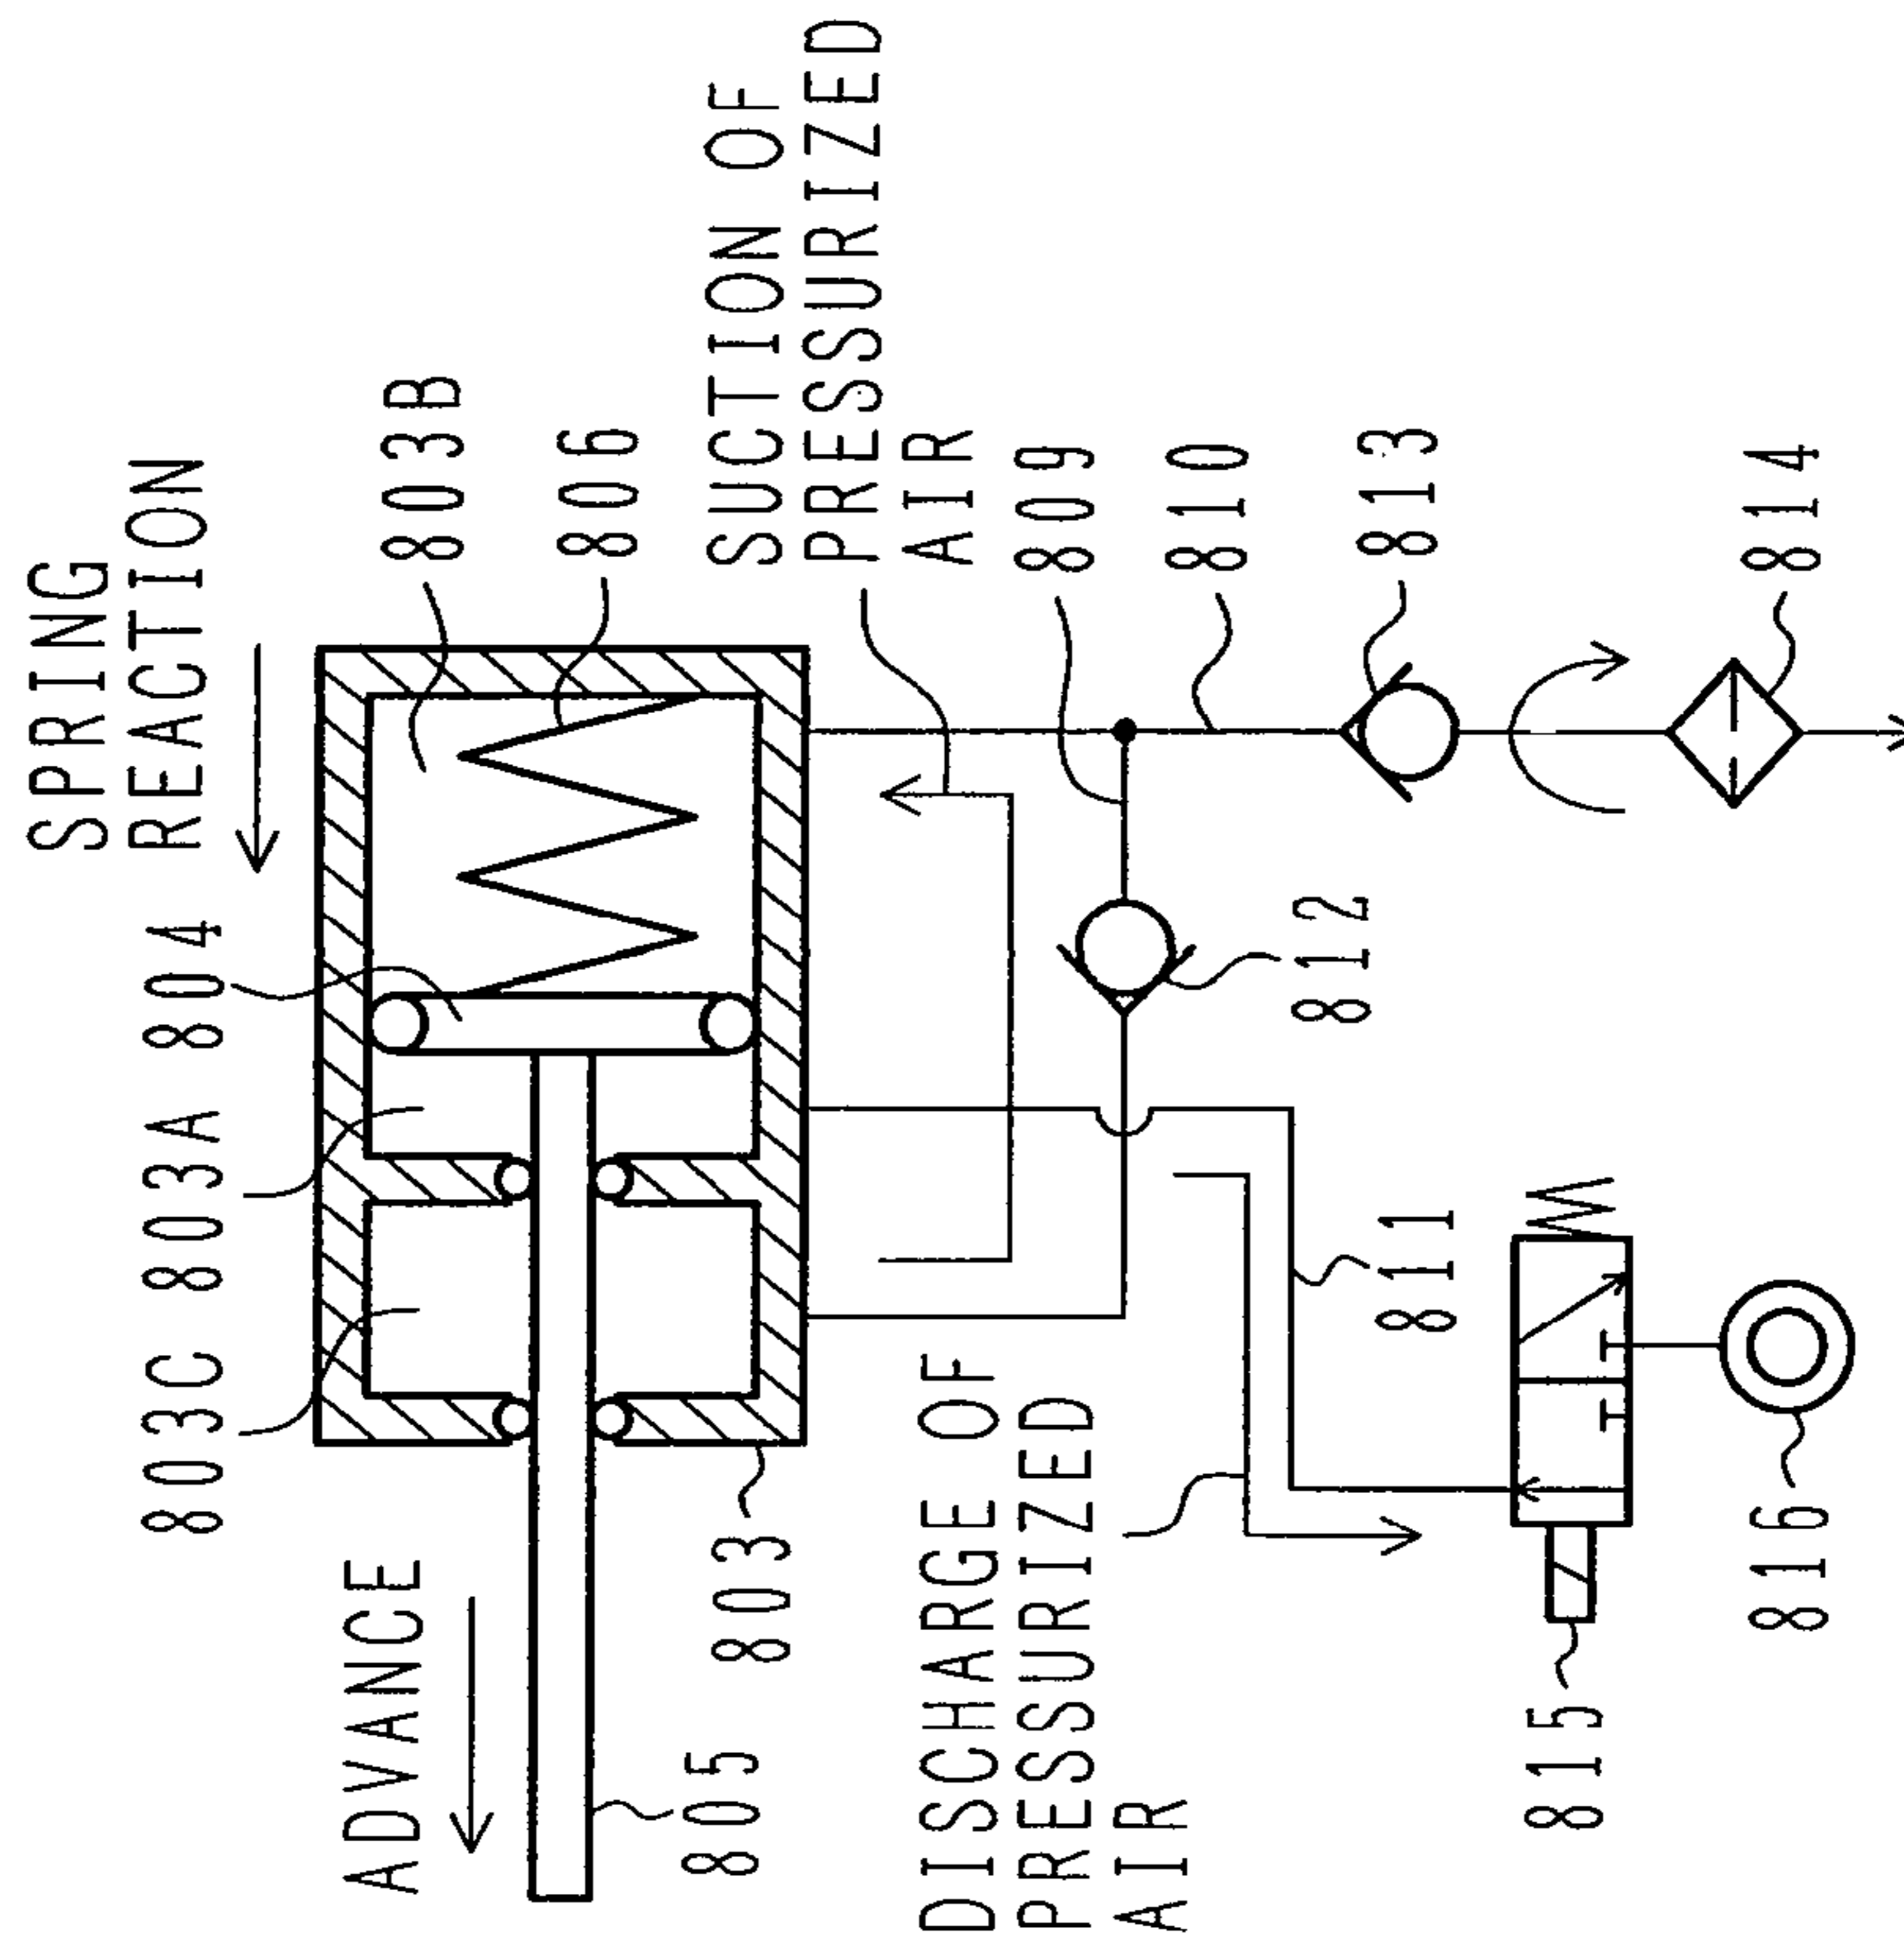 SPRING
REACTION
803C 803A 804
ADVANCE
803B
806
805
803
SUCTION OF
PRESSURIZED
AIR
DISCHARGE OF
PRESSURIZED
AIR
809
810
812
813
811
815
816
814